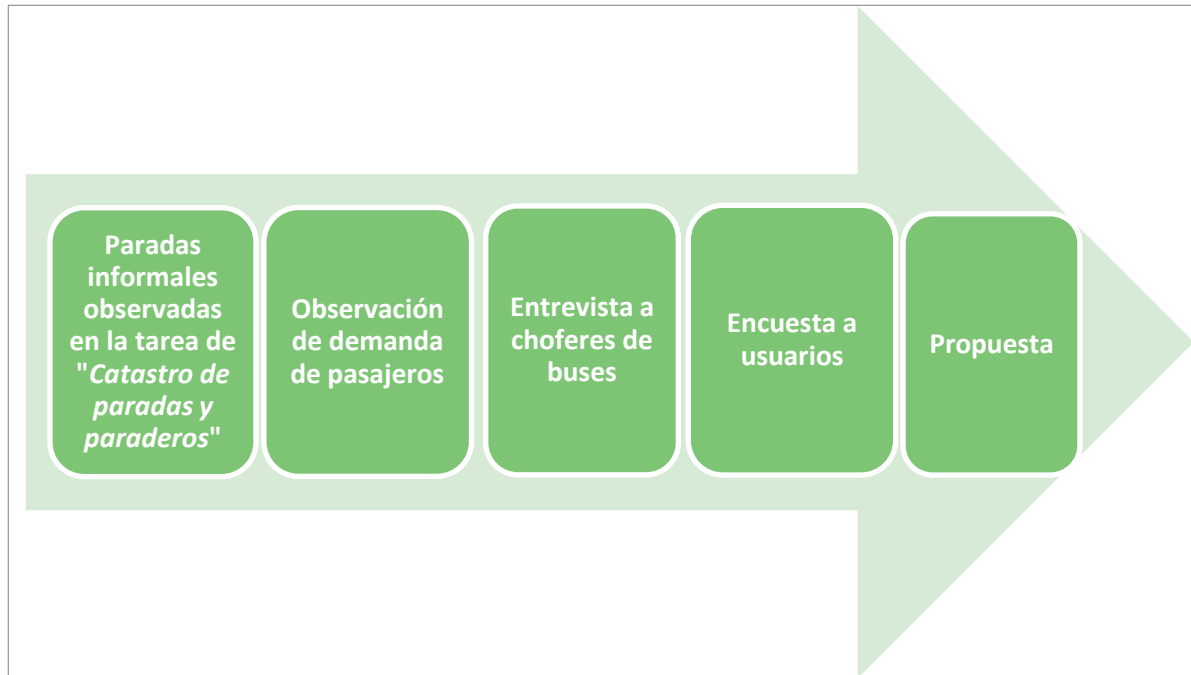 Paradas
informales
observadas
en la tarea de
"Catastro de
paradas y
paraderos"
Observación
de demanda
de pasajeros
Entrevista a
choferes de
buses
Encuesta a
usuarios
Propuesta